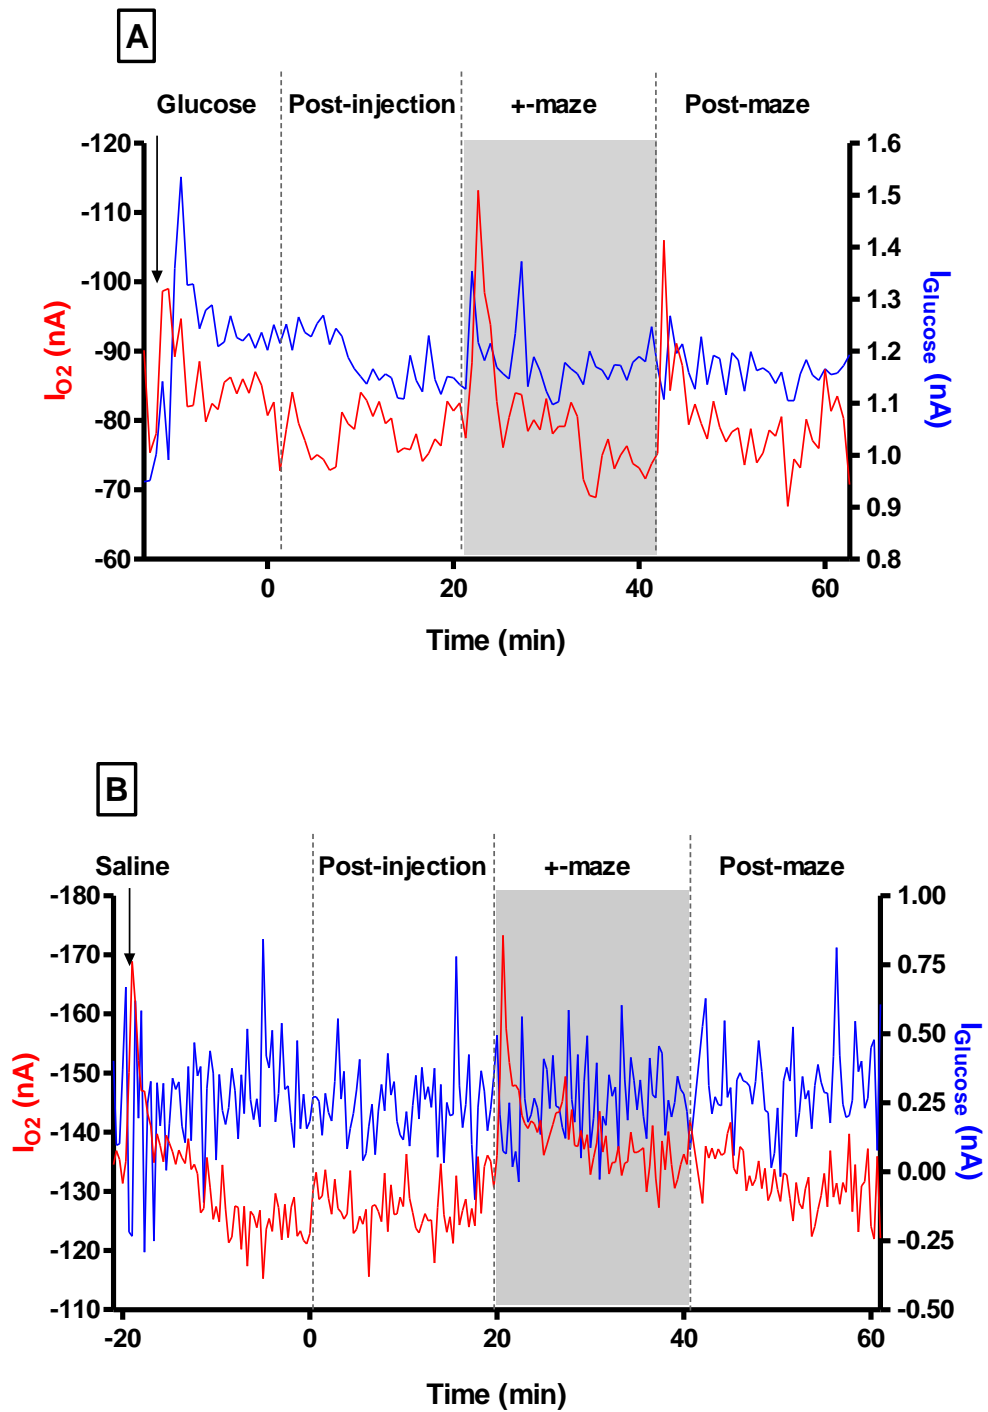 A
Glucose Post-injection +-maze Post-maze
-120 1.6
1.5
-110
1.4
-100
1.3
-90
1.2
-80
1.1
1.0
-70
0.9
-60 0.8
I_O2 (nA)
I_Glucose (nA)
0 20 40 60
Time (min)
B
Saline Post-injection +-maze Post-maze
-180 1.00
-170
0.75
-160
0.50
-150
0.25
-140
0.00
-130
-0.25
-120
-110 -0.50
I_O2 (nA)
I_Glucose (nA)
-20 0 20 40 60
Time (min)